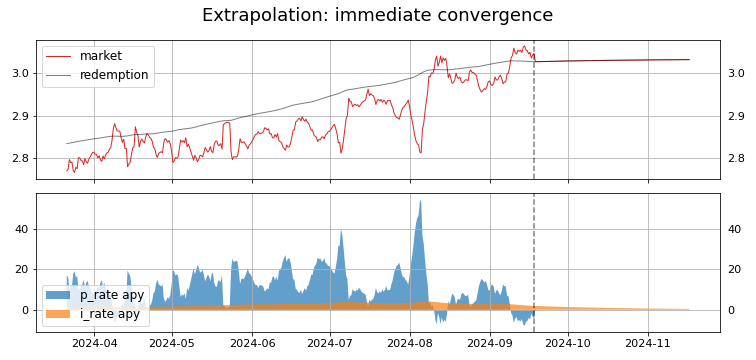 Extrapolation: immediate convergence
market
redemption
3.0
2.9
2.8
3.0
2.9
2.8
p_rate apy
i_rate apy
40
20
0
40
20
0
2024-04 2024-05 2024-06 2024-07 2024-08 2024-09 2024-10 2024-11